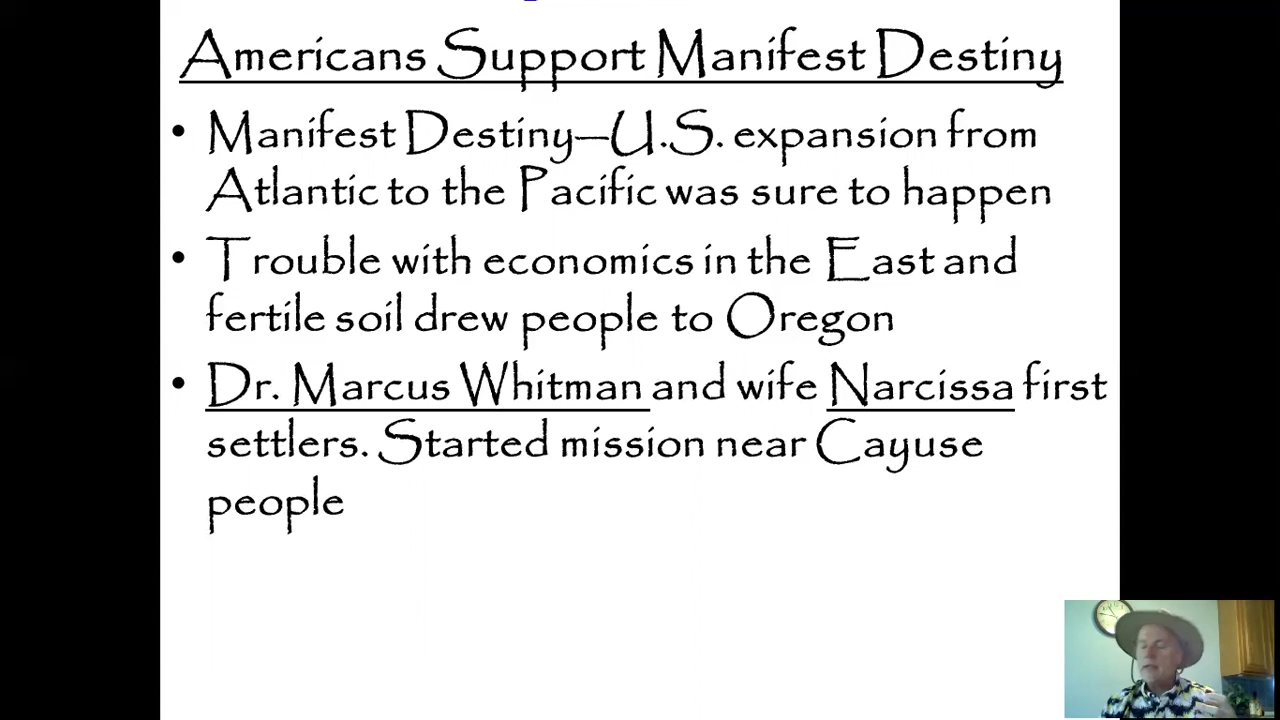 Americans Support Manifest Destiny
• Manifest Destiny—U.S. expansion from
Atlantic to the Pacific was sure to happen
• Trouble with economics in the East and
fertile soil drew people to Oregon
• Dr. Marcus Whitman and wife Narcissa first
settlers. Started mission near Cayuse
people